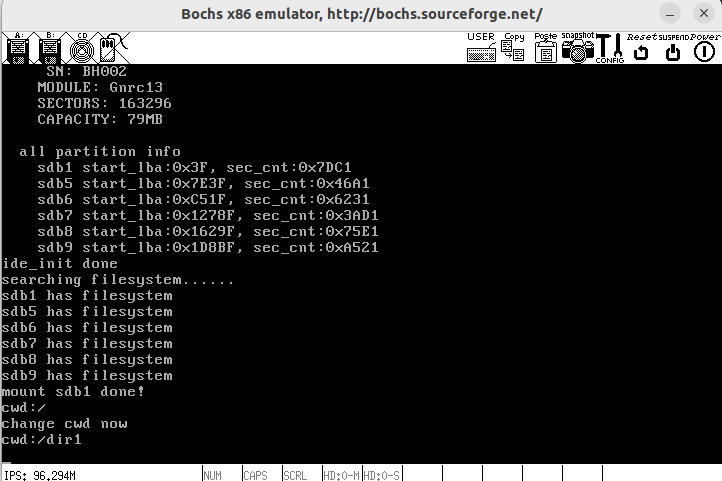 Bochs x86 emulator, http://bochs.sourceforge.net/
A: B: CD USER Copy Paste snapshot CONFIG Reset SUSPEND Power
SN: BH002
MODULE: Gnrc13
SECTORS: 163296
CAPACITY: 79MB
all partition info
sdb1 start_lba:0x3F, sec_cnt:0x7DC1
sdb5 start_lba:0x7E3F, sec_cnt:0x46A1
sdb6 start_lba:0xC51F, sec_cnt:0x6231
sdb7 start_lba:0x1278F, sec_cnt:0x3AD1
sdb8 start_lba:0x1629F, sec_cnt:0x75E1
sdb9 start_lba:0x1D8BF, sec_cnt:0xA521
ide_init done
searching filesystem......
sdb1 has filesystem
sdb5 has filesystem
sdb6 has filesystem
sdb7 has filesystem
sdb8 has filesystem
sdb9 has filesystem
mount sdb1 done!
cwd:/
change cwd now
cwd:/dir1
_
IPS: 96.294M NUM CAPS SCRL HD:0-M HD:0-S